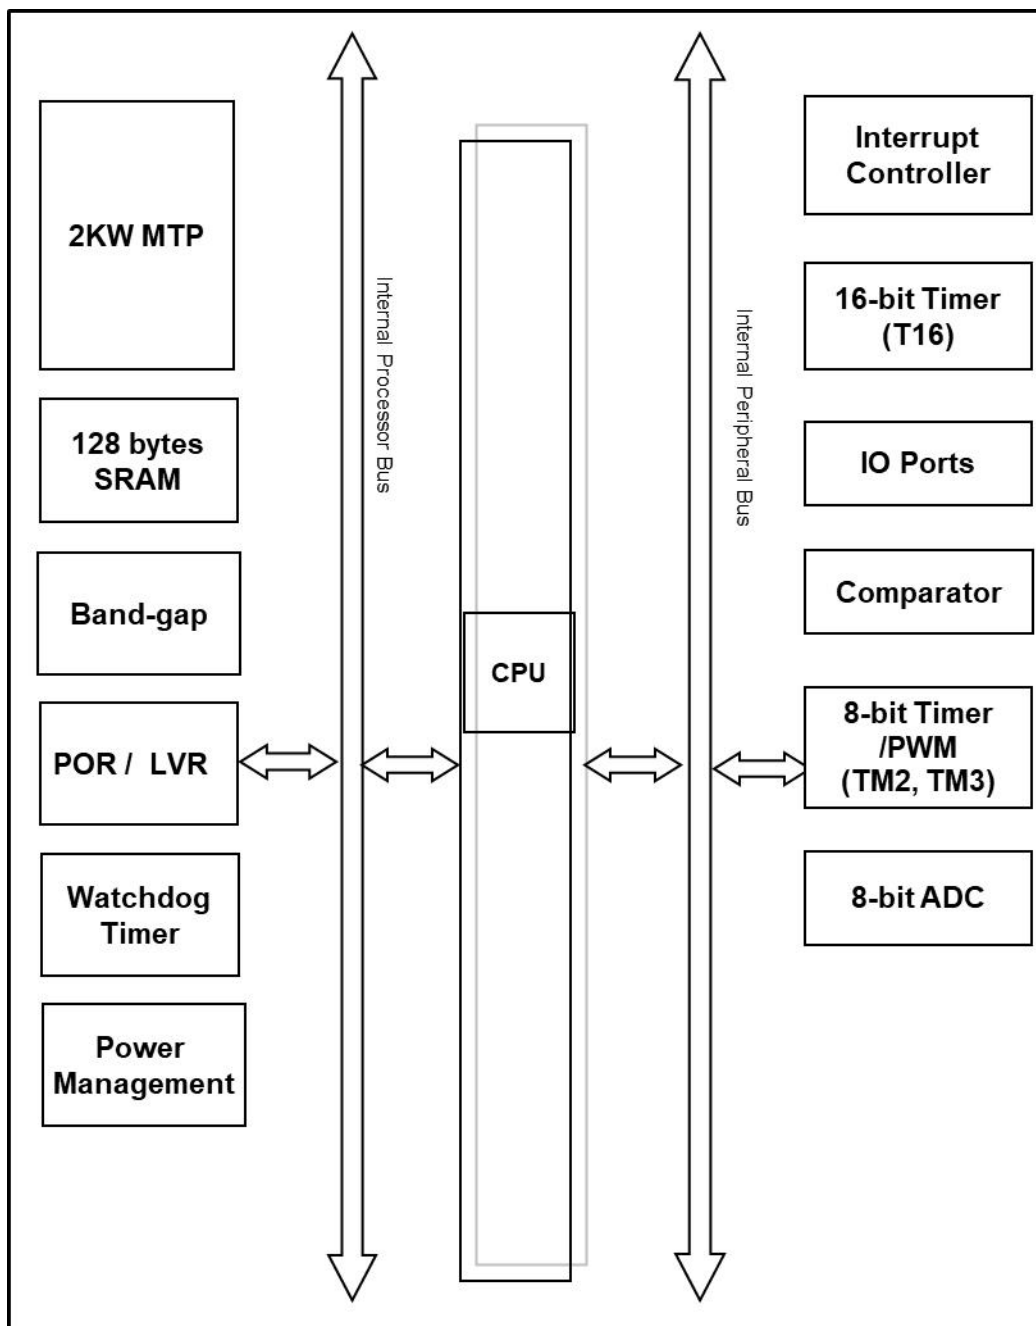 2KW MTP
128 bytes
SRAM
Band-gap
POR / LVR
Watchdog
Timer
Power
Management
Internal Processor Bus
CPU
Internal Peripheral Bus
Interrupt
Controller
16-bit Timer
(T16)
IO Ports
Comparator
8-bit Timer
/PWM
(TM2, TM3)
8-bit ADC